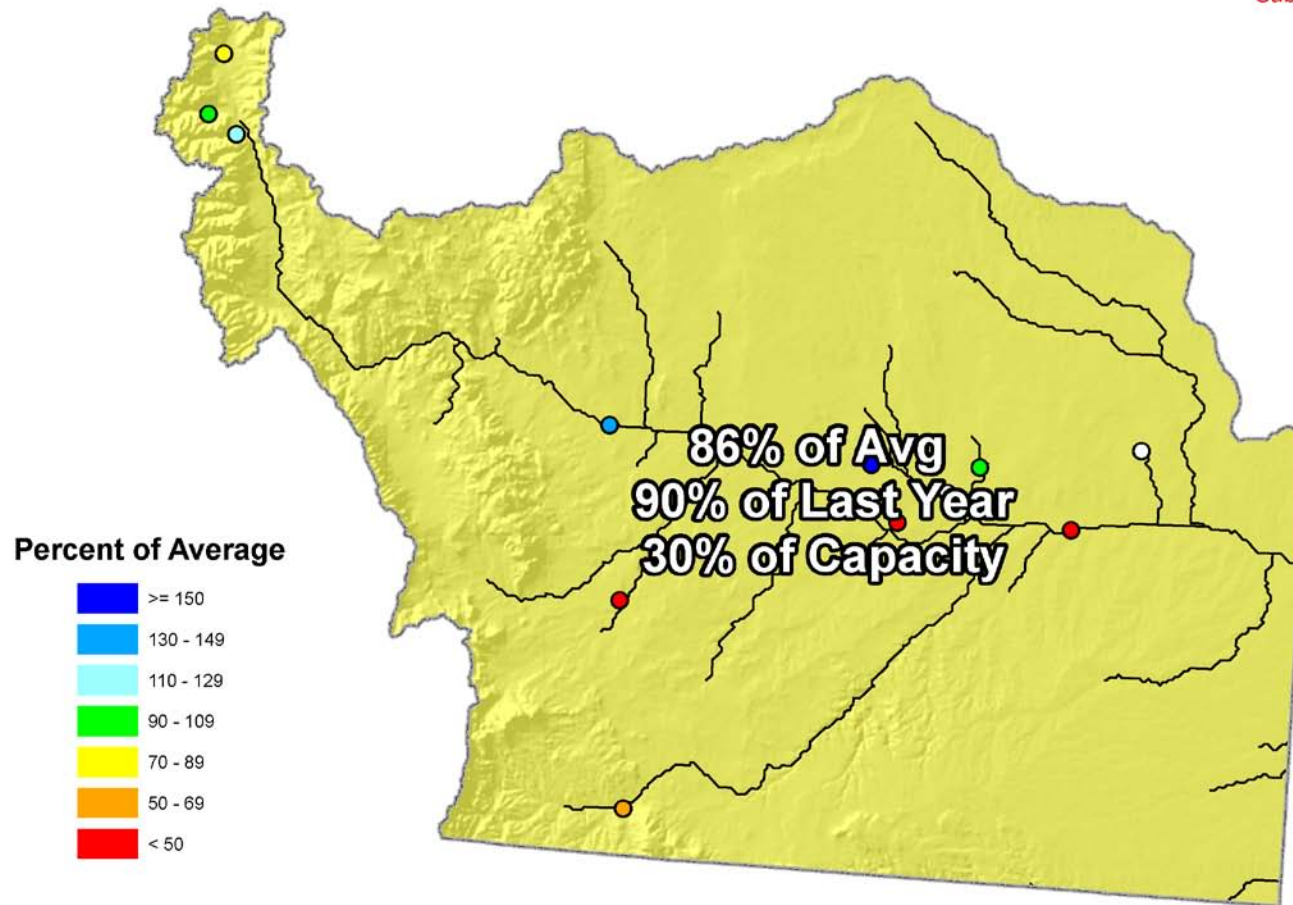 86% of Avg
90% of Last Year
30% of Capacity
Percent of Average
>= 150
130 - 149
110 - 129
90 - 109
70 - 89
50 - 69
< 50